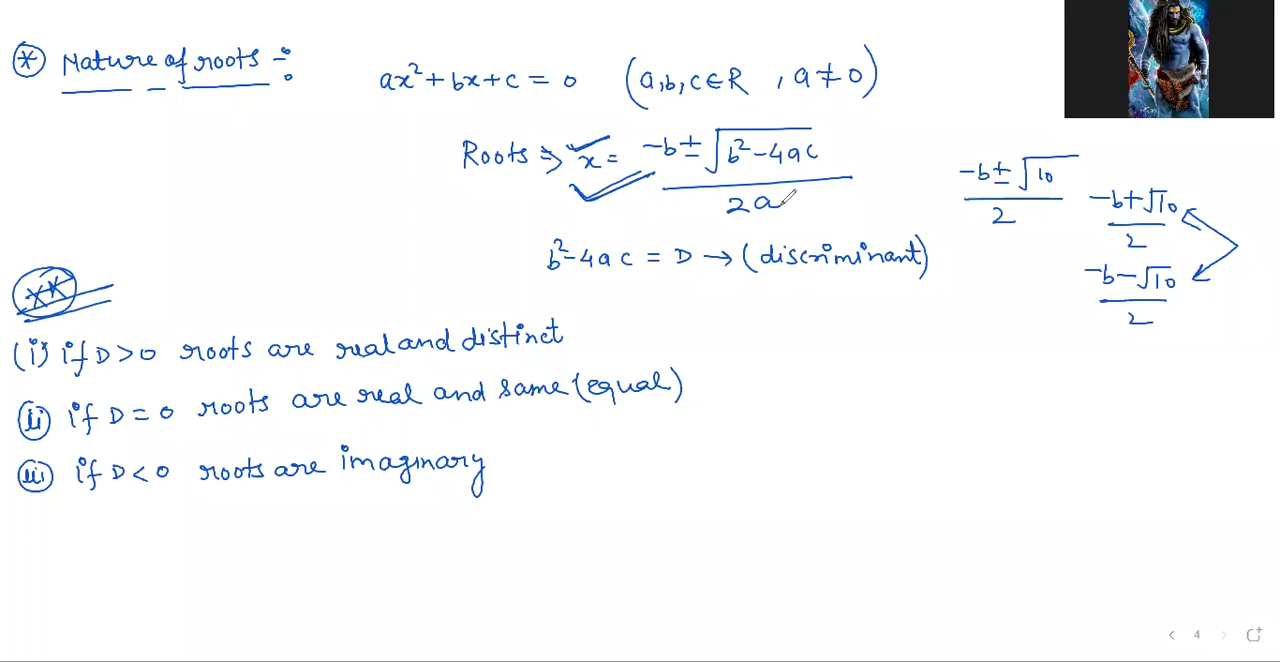 * Nature of roots :-
ax² + bx + c = 0 (a, b, c ∈ R , a ≠ 0)
Roots ⇒ x = (-b ± √(b² - 4ac)) / 2a
(-b ± √10) / 2
(-b + √10) / 2
(-b - √10) / 2
b² - 4ac = D → (discriminant)
**
(i) if D > 0 roots are real and distinct
(ii) if D = 0 roots are real and same (equal)
(iii) if D < 0 roots are imaginary
< 4 >